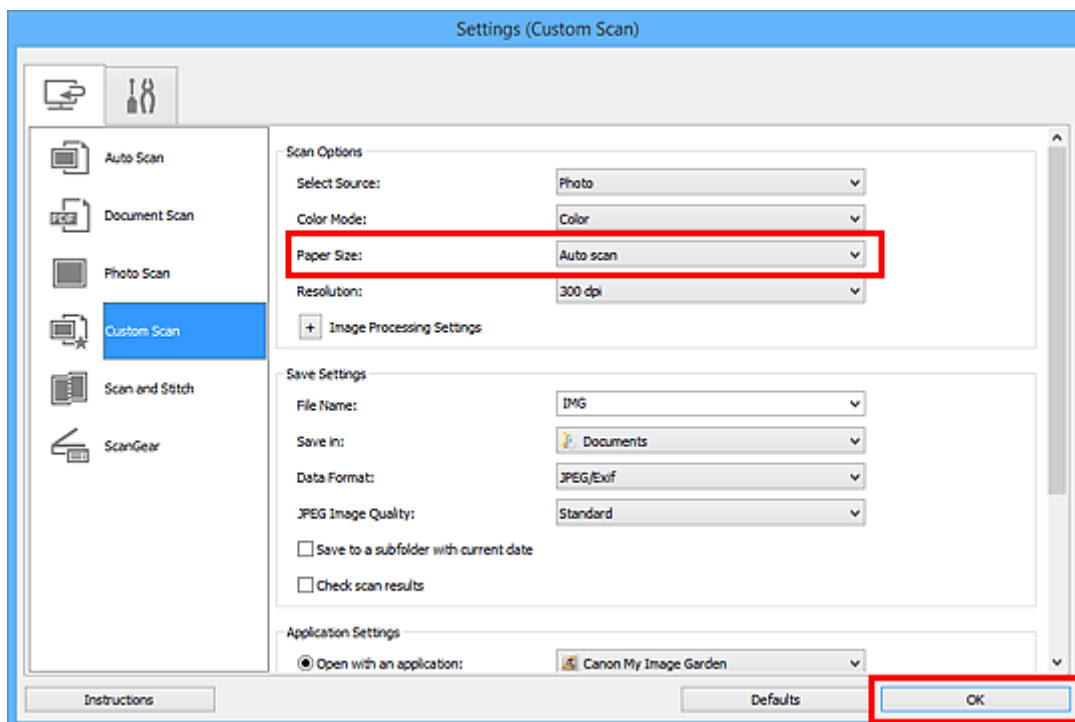 Settings (Custom Scan)
Auto Scan
PDF
Document Scan
Photo Scan
Custom Scan
Scan and Stitch
ScanGear
Scan Options
Select Source: Photo
Color Mode: Color
Paper Size: Auto scan
Resolution: 300 dpi
+ Image Processing Settings
Save Settings
File Name: IMG
Save in: Documents
Data Format: JPEG/Exif
JPEG Image Quality: Standard
Save to a subfolder with current date
Check scan results
Application Settings
Open with an application: Canon My Image Garden
Instructions Defaults OK